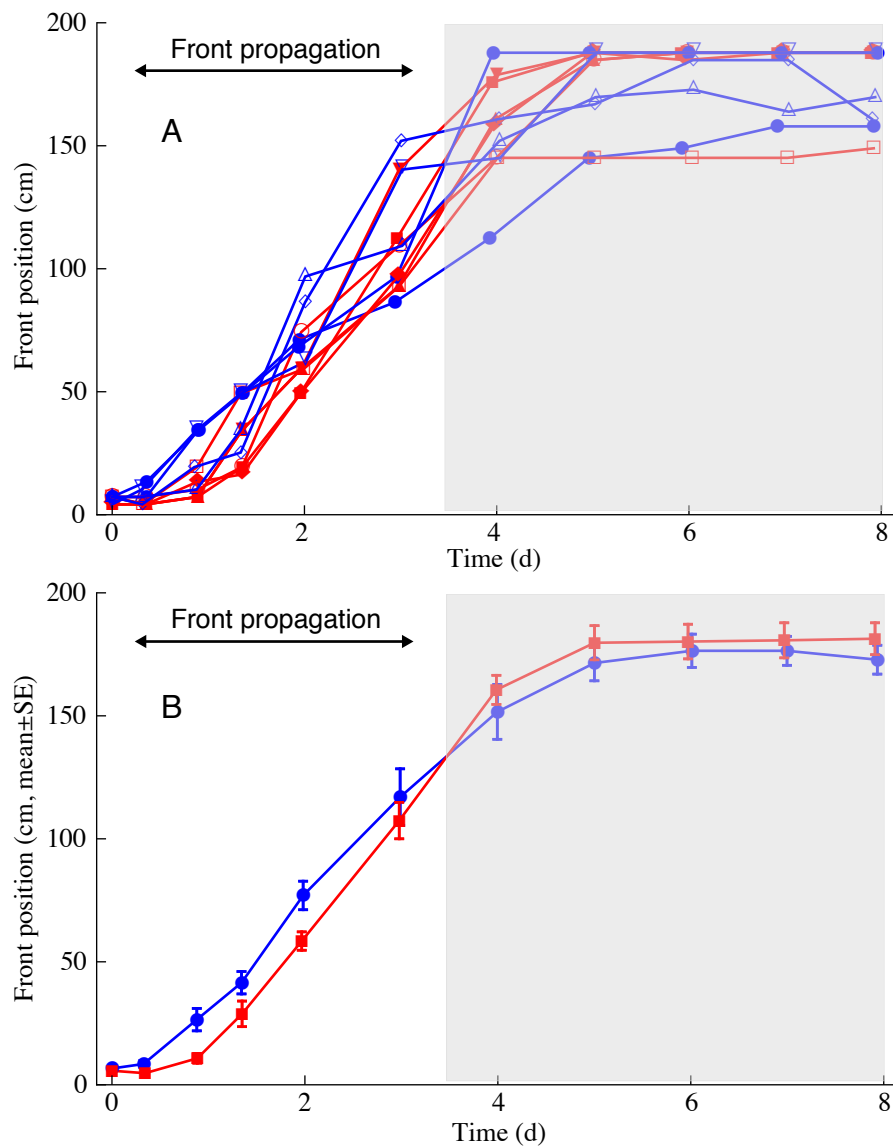 200
Front propagation
A
150
100
50
0
Front position (cm)
0 2 4 6 8
Time (d)
200
Front propagation
B
150
100
50
0
Front position (cm, mean±SE)
0 2 4 6 8
Time (d)